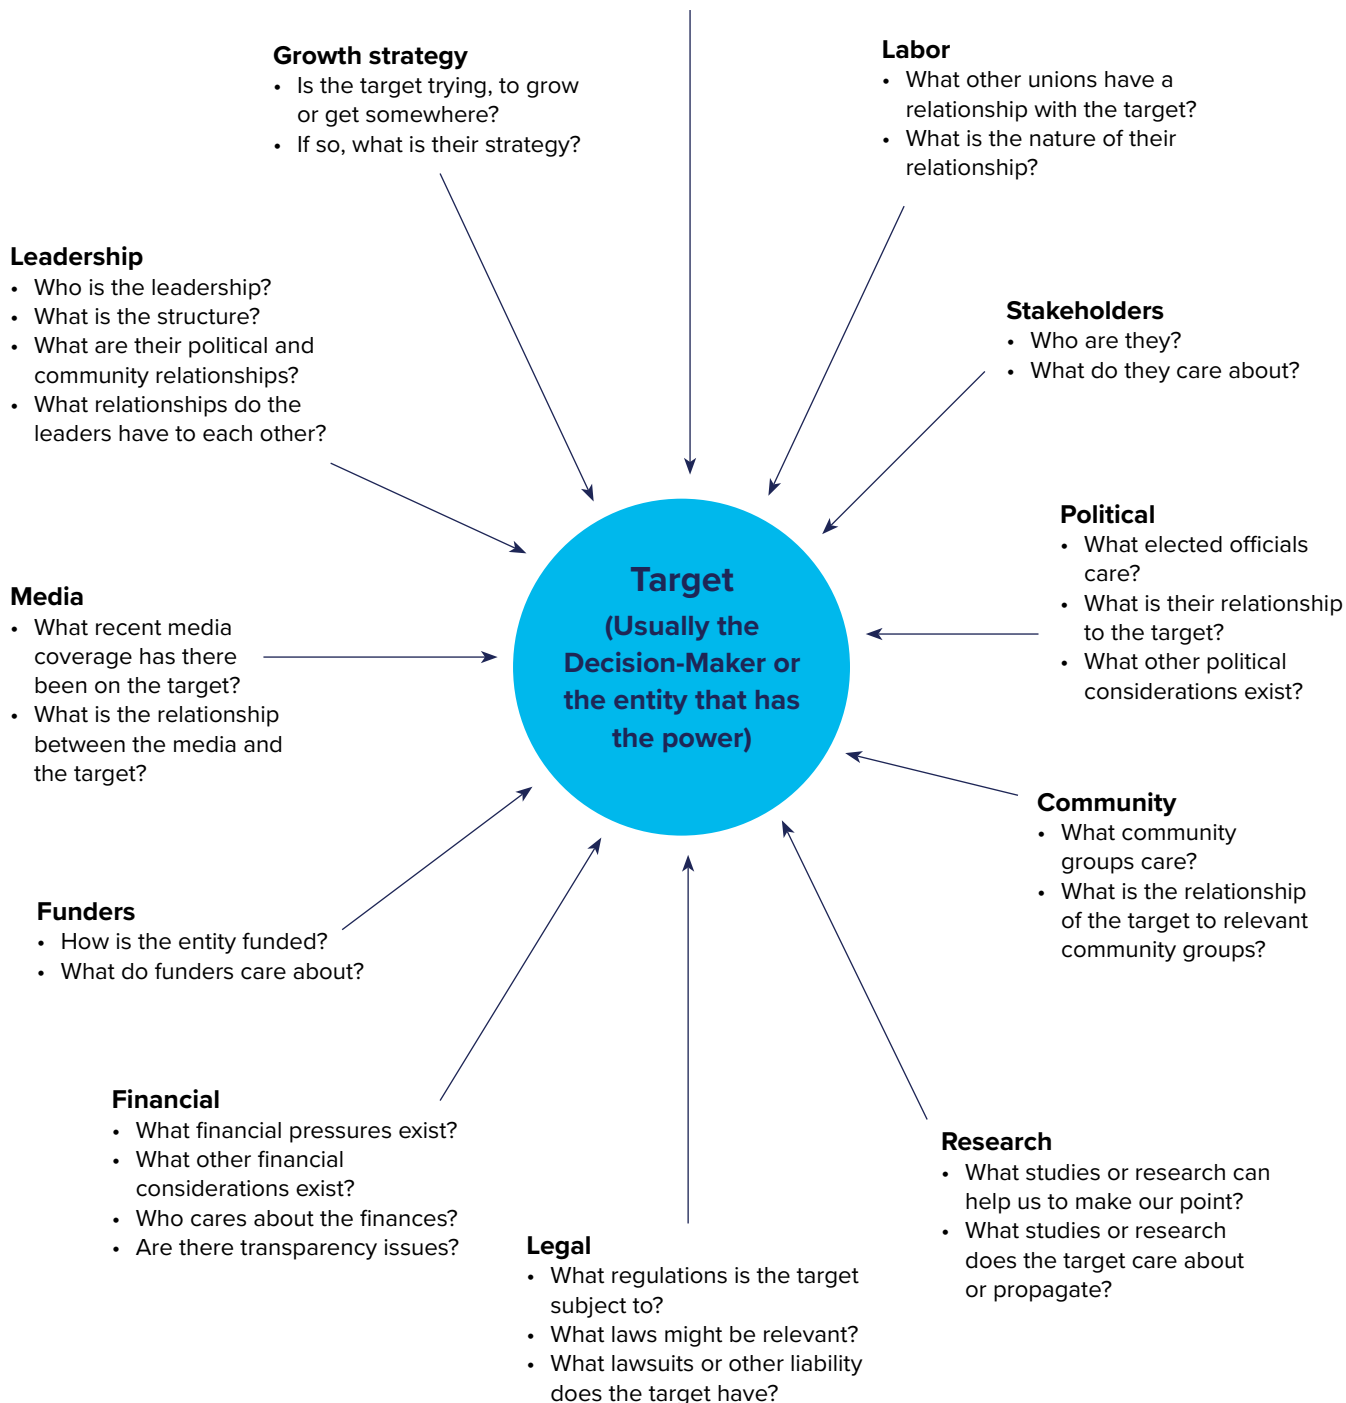 Growth strategy
• Is the target trying, to grow
or get somewhere?
• If so, what is their strategy?
Labor
• What other unions have a
relationship with the target?
• What is the nature of their
relationship?
Leadership
• Who is the leadership?
• What is the structure?
• What are their political and
community relationships?
• What relationships do the
leaders have to each other?
Stakeholders
• Who are they?
• What do they care about?
Target
(Usually the
Decision-Maker or
the entity that has
the power)
Political
• What elected officials
care?
• What is their relationship
to the target?
• What other political
considerations exist?
Media
• What recent media
coverage has there
been on the target?
• What is the relationship
between the media and
the target?
Community
• What community
groups care?
• What is the relationship
of the target to relevant
community groups?
Funders
• How is the entity funded?
• What do funders care about?
Financial
• What financial pressures exist?
• What other financial
considerations exist?
• Who cares about the finances?
• Are there transparency issues?
Legal
• What regulations is the target
subject to?
• What laws might be relevant?
• What lawsuits or other liability
does the target have?
Research
• What studies or research can
help us to make our point?
• What studies or research
does the target care about
or propagate?